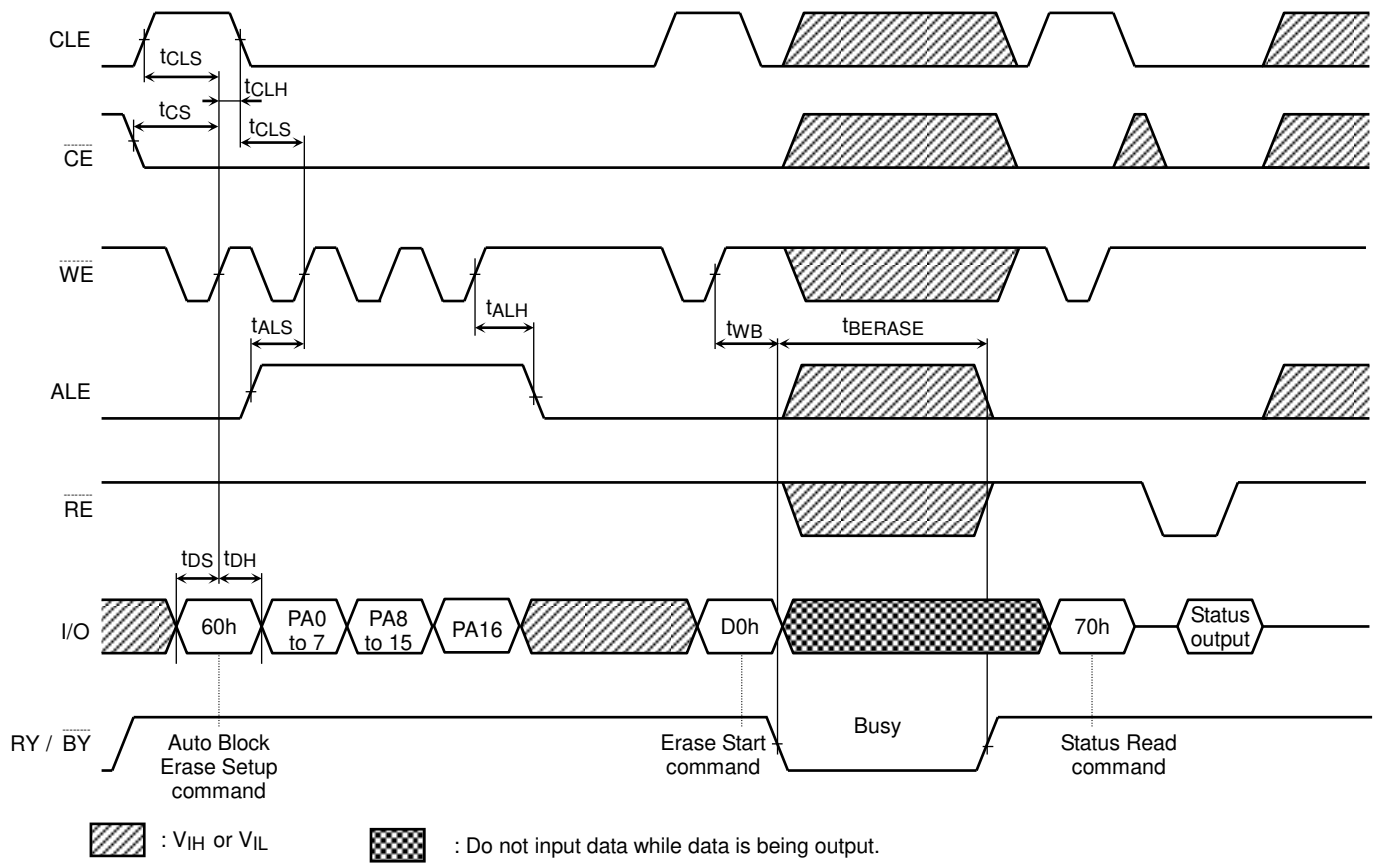 CLE
tCLS
tCLH
tCS
tCLS
CE
WE
tALS
tALH
tWB
tBERASE
ALE
RE
tDS
tDH
I/O
60h
PA0
to 7
PA8
to 15
PA16
D0h
70h
Status
output
RY / BY
Busy
Auto Block
Erase Setup
command
Erase Start
command
Status Read
command
: VIH or VIL
: Do not input data while data is being output.